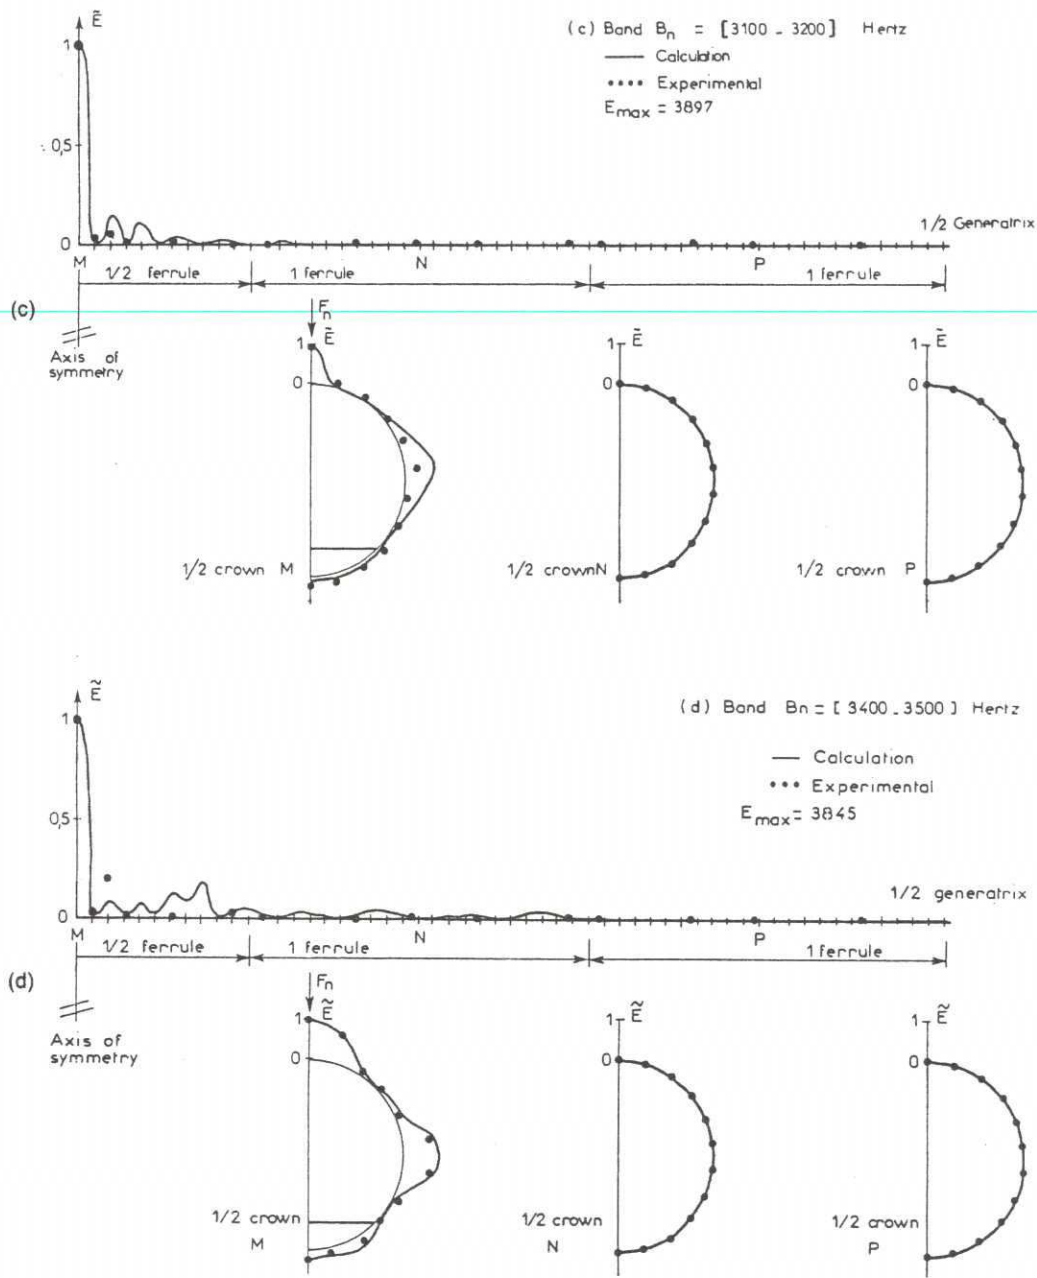 Ẽ
(c) Band Bn = [3100 - 3200] Hertz
1
— Calculation
•••• Experimental
Emax = 3897
0,5
1/2 Generatrix
0
M
N
P
1/2 ferrule
1 ferrule
1 ferrule
(c)
Fn
Axis of
symmetry
1 Ẽ
0
1 Ẽ
0
1 Ẽ
0
1/2 crown M
1/2 crown N
1/2 crown P
Ẽ
(d) Band Bn = [ 3400 - 3500 ] Hertz
1
— Calculation
••• Experimental
Emax = 3845
0,5
1/2 generatrix
0
M
N
P
1/2 ferrule
1 ferrule
1 ferrule
(d)
Fn
Axis of
symmetry
1 Ẽ
0
1 Ẽ
0
1 Ẽ
0
1/2 crown
M
1/2 crown
N
1/2 crown
P